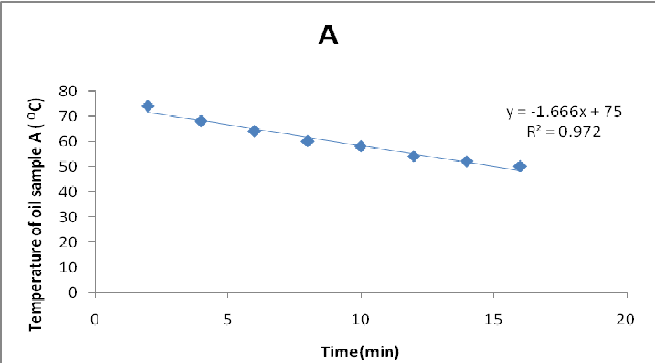 A
Temperature of oil sample A ( ⁰C)
80
70
60
50
40
30
20
10
0
y = -1.666x + 75
R² = 0.972
0 5 10 15 20
Time(min)